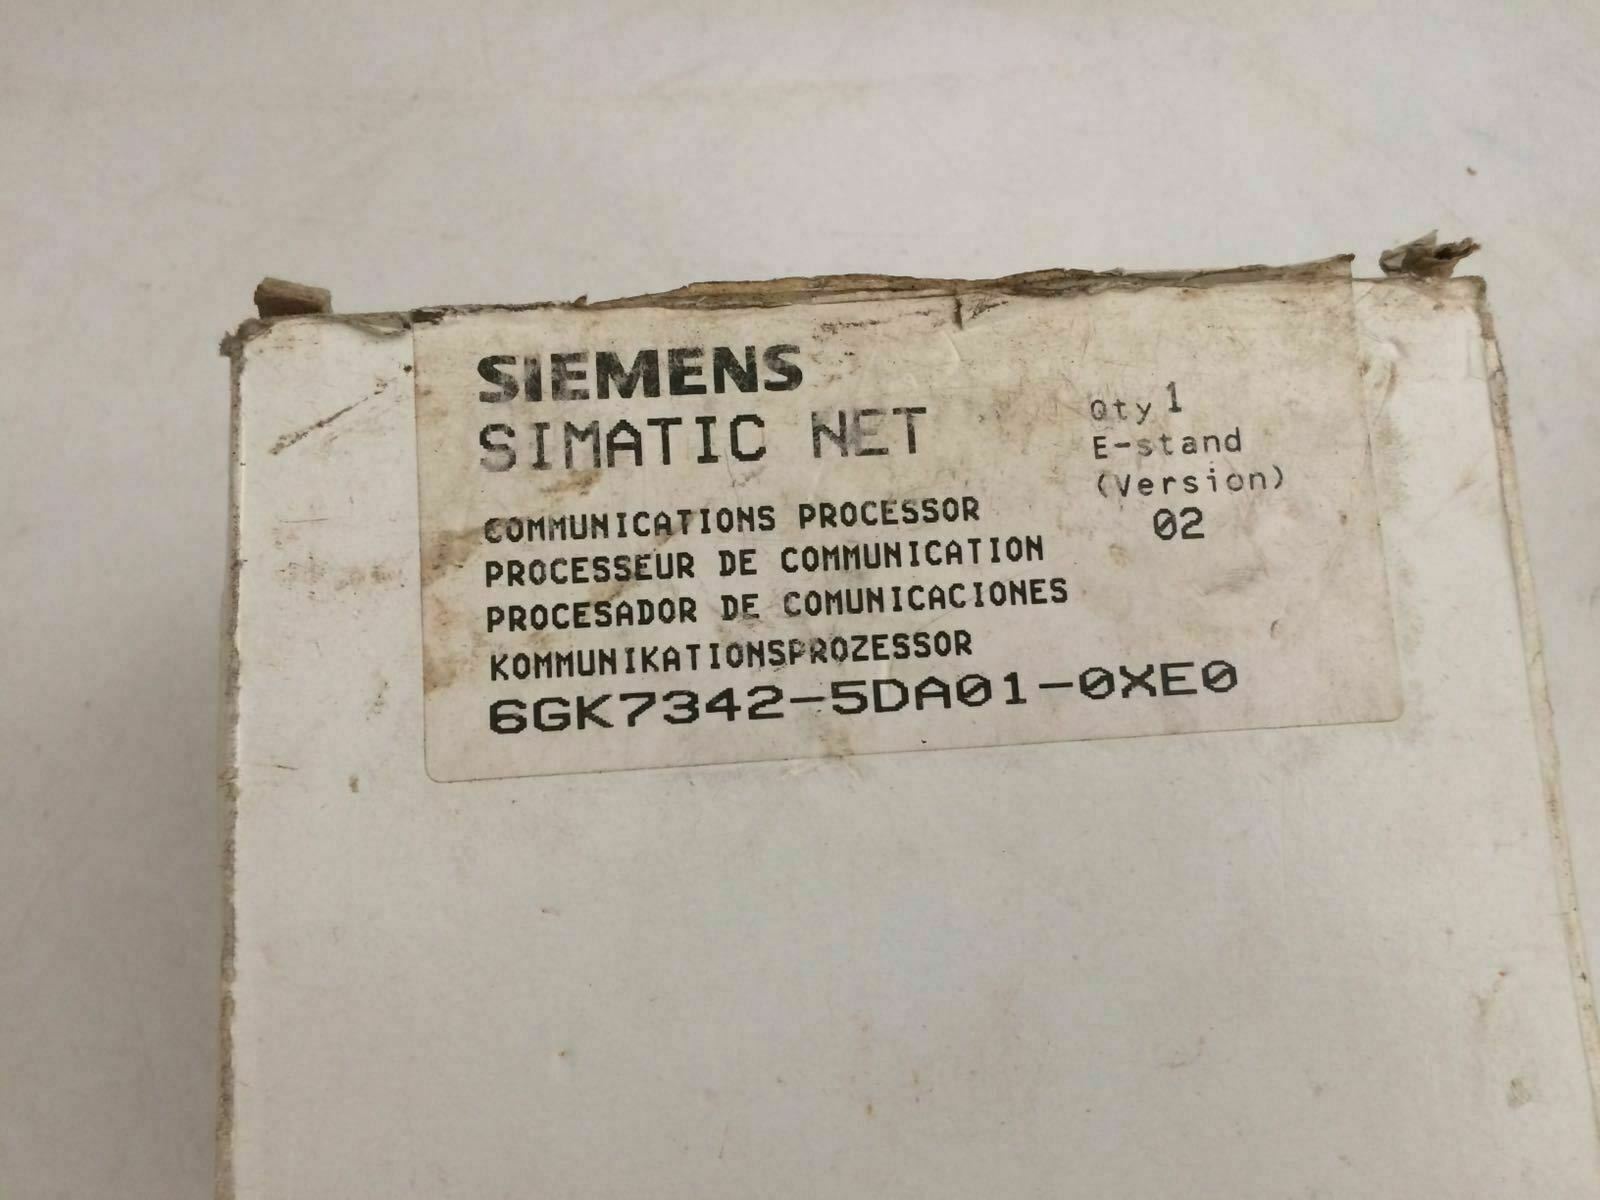 SIEMENS
SIMATIC NET
Qty 1
E-stand
(Version)
02
COMMUNICATIONS PROCESSOR
PROCESSEUR DE COMMUNICATION
PROCESADOR DE COMUNICACIONES
KOMMUNIKATIONSPROZESSOR
6GK7342-5DA01-0XE0